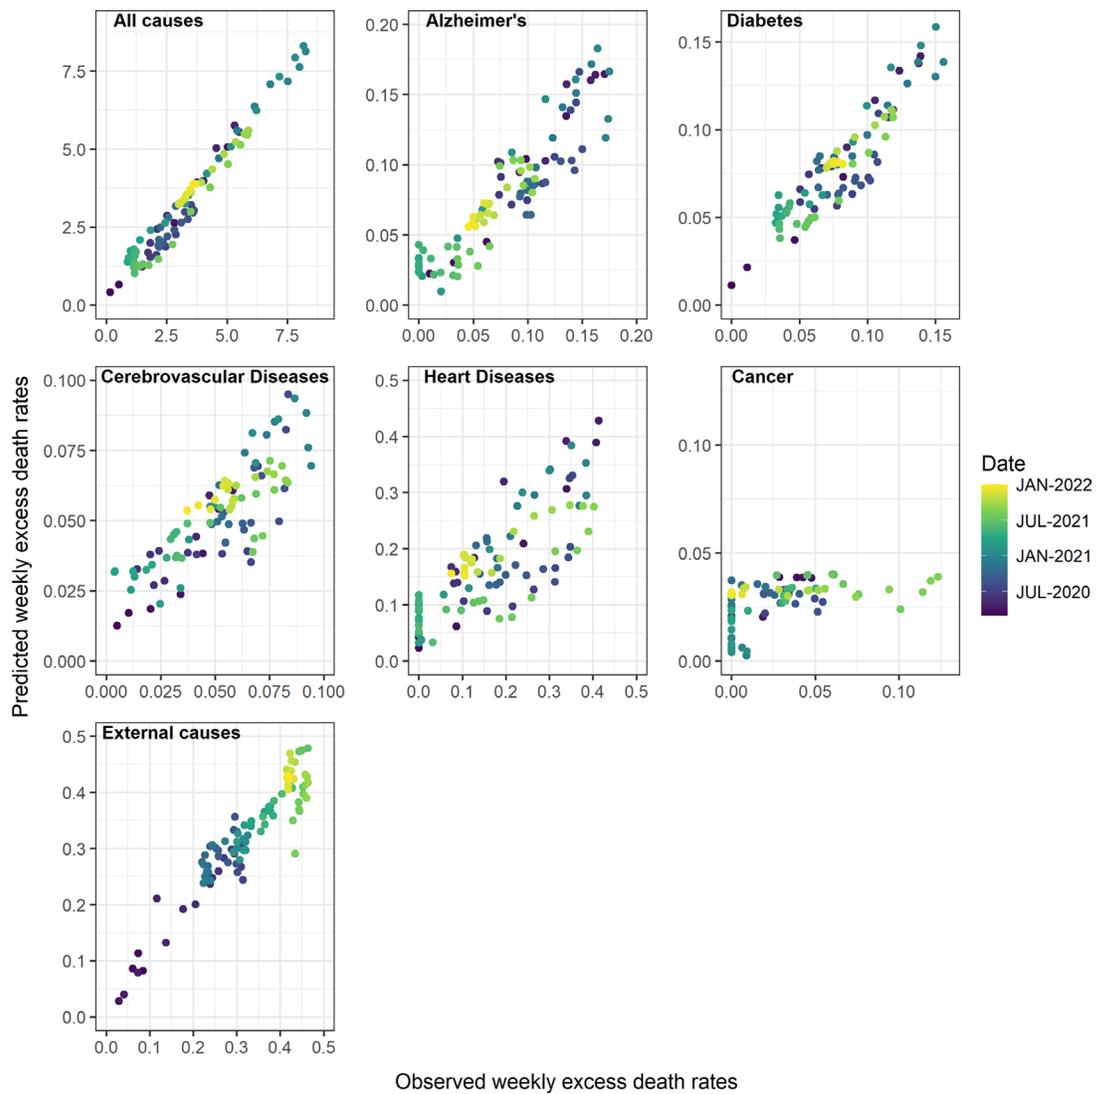 All causes
Alzheimer's
Diabetes
7.5
5.0
2.5
0.0
0.0 2.5 5.0 7.5
0.20
0.15
0.10
0.05
0.00
0.00 0.05 0.10 0.15 0.20
0.15
0.10
0.05
0.00
0.00 0.05 0.10 0.15
Predicted weekly excess death rates
Cerebrovascular Diseases
Heart Diseases
Cancer
0.100
0.075
0.050
0.025
0.000
0.000 0.025 0.050 0.075 0.100
0.5
0.4
0.3
0.2
0.1
0.0
0.0 0.1 0.2 0.3 0.4 0.5
0.10
0.05
0.00
0.00 0.05 0.10
Date
JAN-2022
JUL-2021
JAN-2021
JUL-2020
External causes
0.5
0.4
0.3
0.2
0.1
0.0
0.0 0.1 0.2 0.3 0.4 0.5
Observed weekly excess death rates